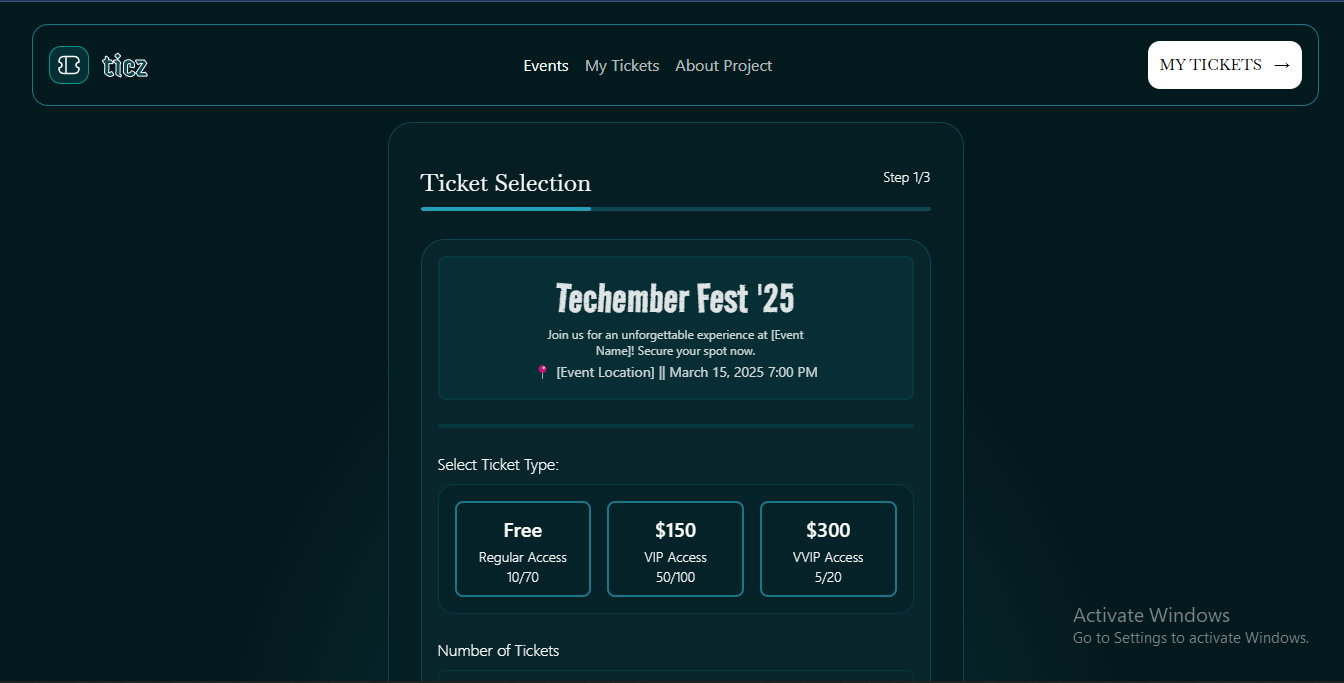 ticz
Events My Tickets About Project
MY TICKETS →
Ticket Selection
Step 1/3
Techember Fest '25
Join us for an unforgettable experience at [Event
Name]! Secure your spot now.
📍 [Event Location] || March 15, 2025 7:00 PM
Select Ticket Type:
Free
Regular Access
10/70
$150
VIP Access
50/100
$300
VVIP Access
5/20
Number of Tickets
Activate Windows
Go to Settings to activate Windows.